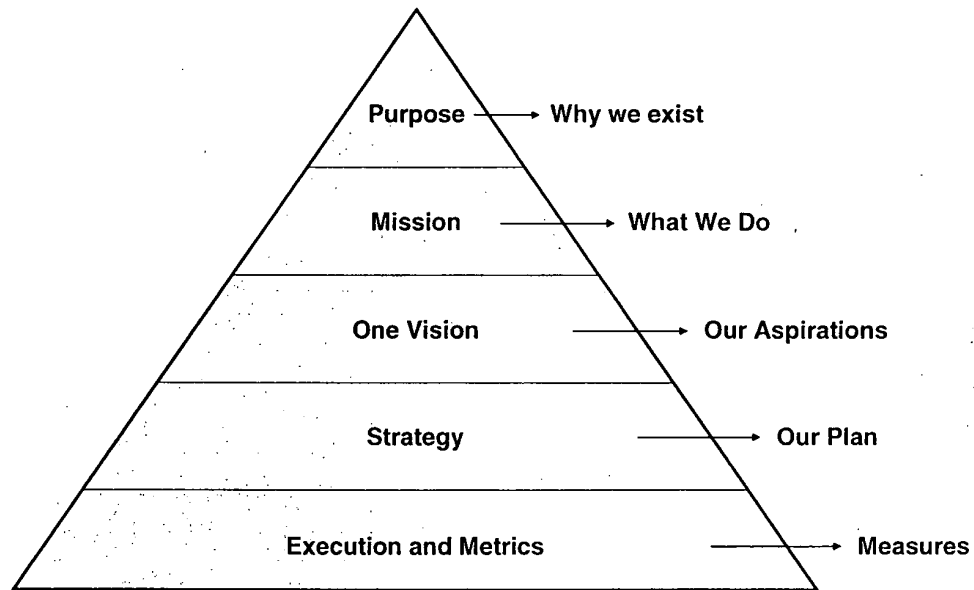 Purpose
Why we exist
Mission
What We Do
One Vision
Our Aspirations
Strategy
Our Plan
Execution and Metrics
Measures